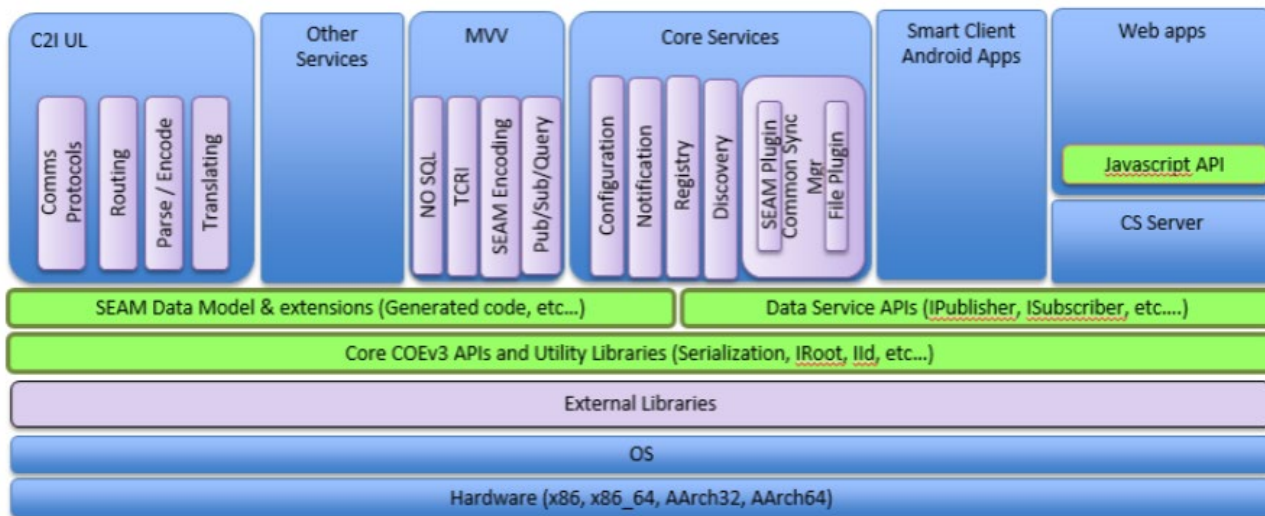 C2I UL
Other
Services
MVV
Core Services
Smart Client
Android Apps
Web apps
Comms
Protocols
Routing
Parse / Encode
Translating
NO SQL
TCRI
SEAM Encoding
Pub/Sub/Query
Configuration
Notification
Registry
Discovery
SEAM Plugin
Common Sync
Mgr
File Plugin
Javascript API
CS Server
SEAM Data Model & extensions (Generated code, etc...)
Data Service APIs (IPublisher, ISubscriber, etc....)
Core COEv3 APIs and Utility Libraries (Serialization, IRoot, IId, etc...)
External Libraries
OS
Hardware (x86, x86_64, AArch32, AArch64)